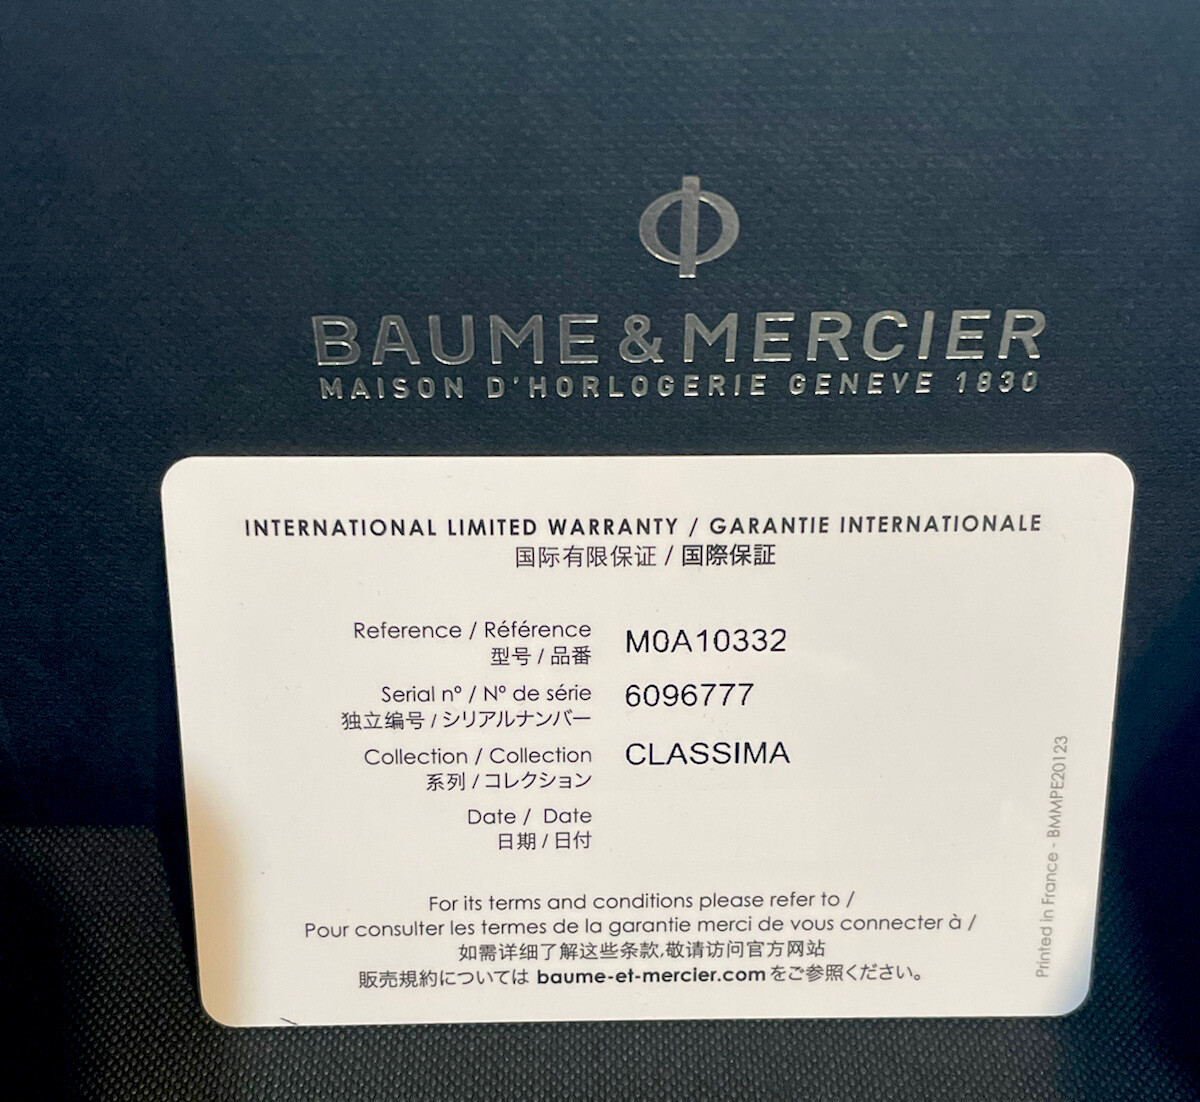 BAUME & MERCIER
MAISON D'HORLOGERIE GENEVE 1830
INTERNATIONAL LIMITED WARRANTY / GARANTIE INTERNATIONALE
国际有限保证 / 国際保証
Reference / Référence M0A10332
型号 / 品番
Serial nº / Nº de série 6096777
独立编号 / シリアルナンバー
Collection / Collection CLASSIMA
系列 / コレクション
Date / Date
日期 / 日付
For its terms and conditions please refer to /
Pour consulter les termes de la garantie merci de vous connecter à /
如需详细了解这些条款,敬请访问官方网站
販売規約については baume-et-mercier.com をご参照ください。
Printed in France - BMMPE20123